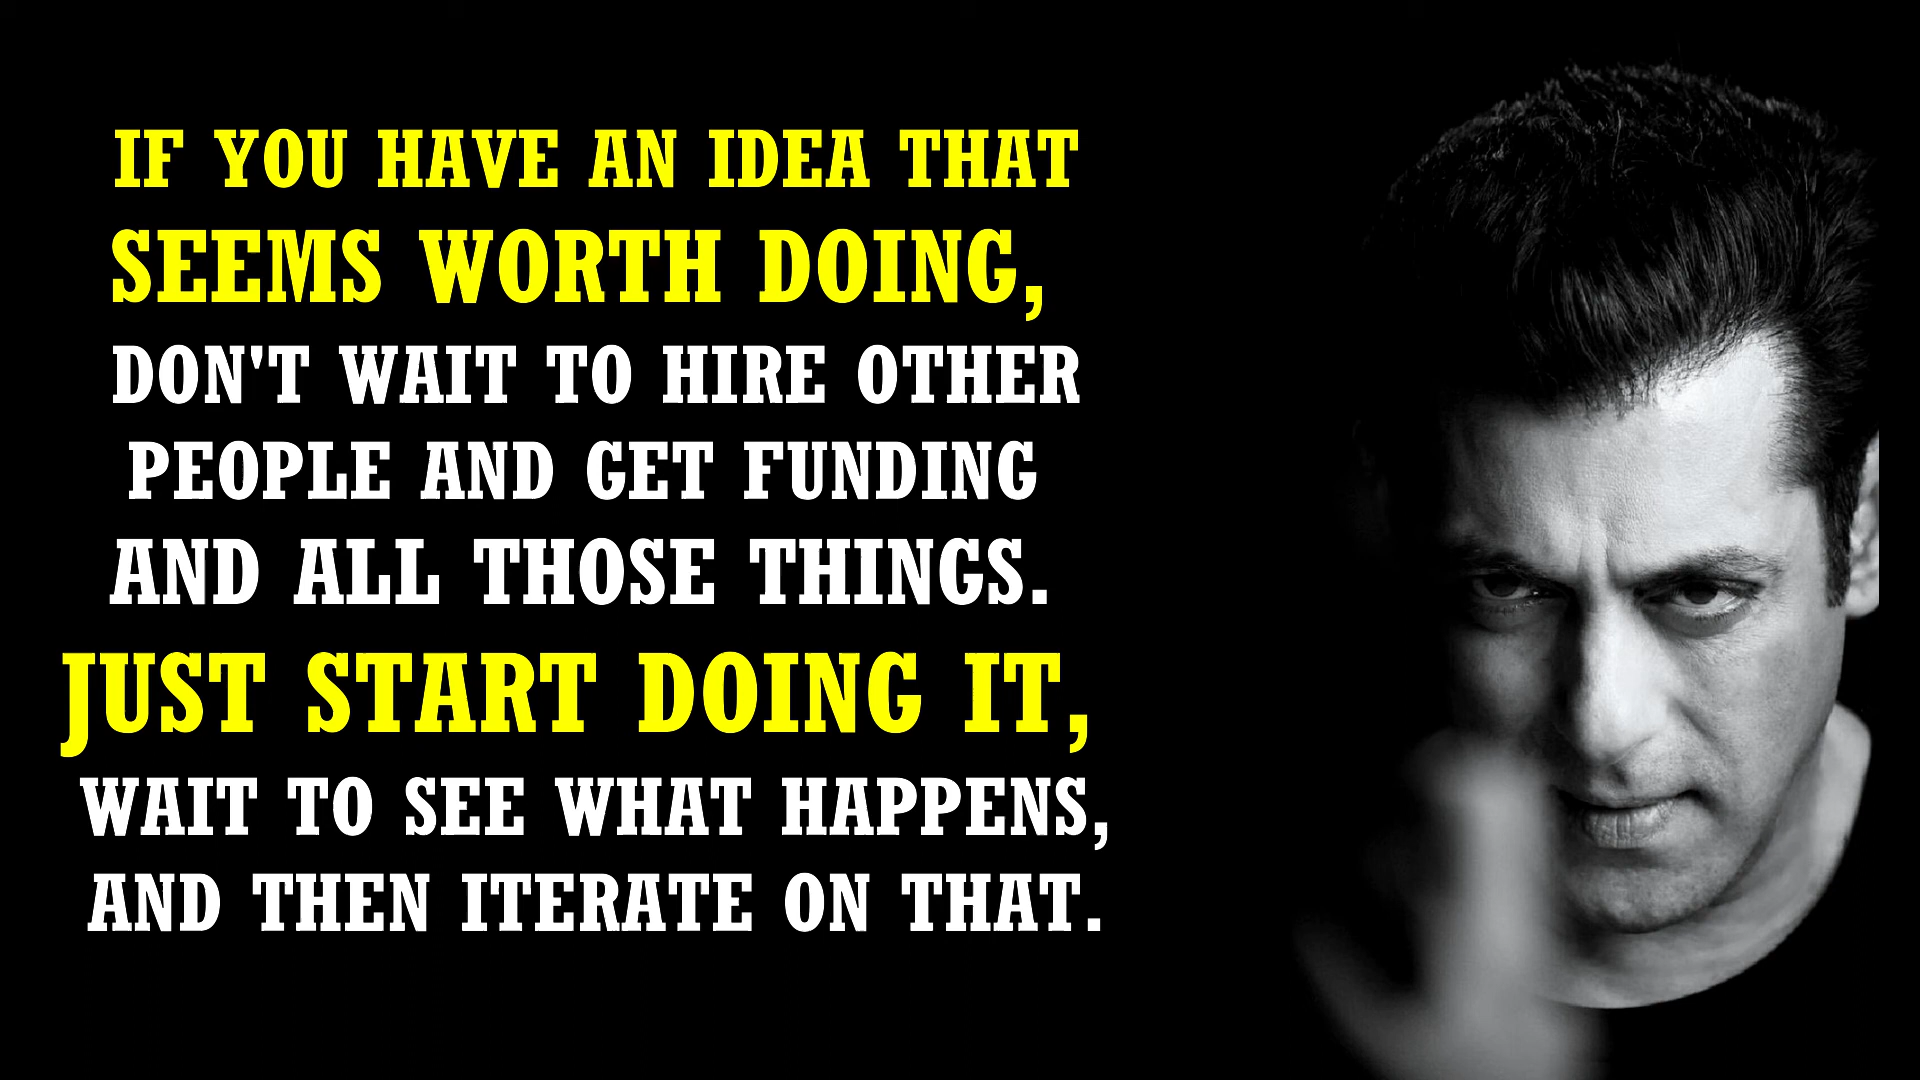 IF YOU HAVE AN IDEA THAT
SEEMS WORTH DOING,
DON'T WAIT TO HIRE OTHER
PEOPLE AND GET FUNDING
AND ALL THOSE THINGS.
JUST START DOING IT,
WAIT TO SEE WHAT HAPPENS,
AND THEN ITERATE ON THAT.